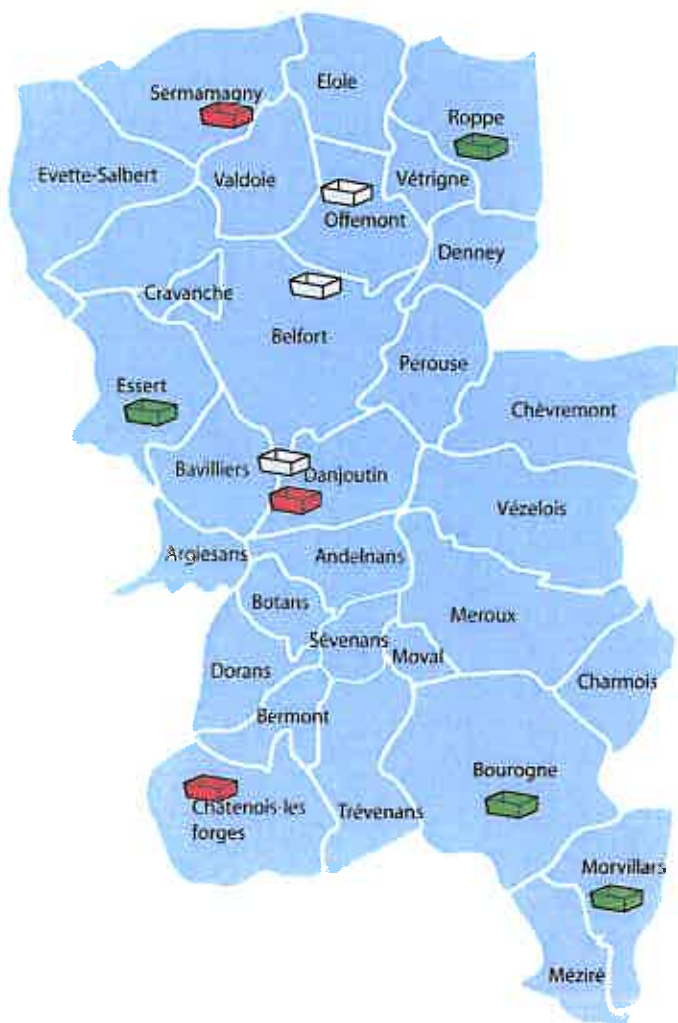 Eloie
Sermamagny
Roppe
Evette-Salbert
Valdoie
Vétrigne
Offemont
Denney
Cravanche
Belfort
Perouse
Essert
Chèvremont
Bavilliers
Danjoutin
Vézelois
Argiesans
Andelnans
Botans
Meroux
Sévenans
Moval
Dorans
Charmois
Bermont
Bourogne
Châtenois-les
forges
Trévenans
Morvillars
Méziré